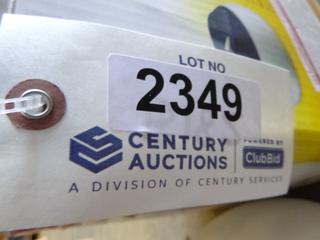 LOT NO
2349
CENTURY
AUCTIONS
POWERED BY
ClubBid
A DIVISION OF CENTURY SERVICES